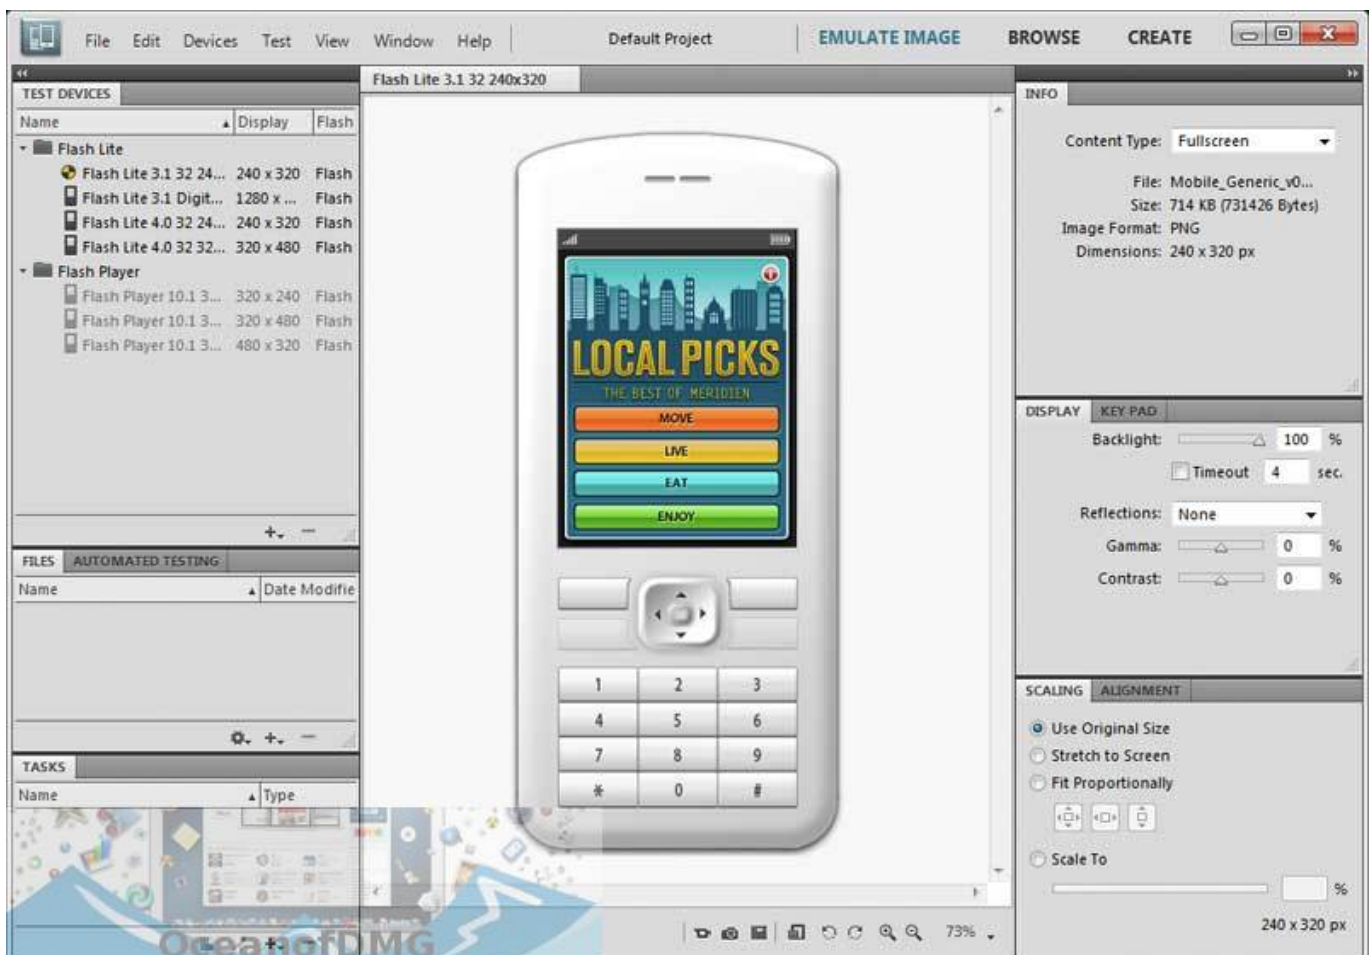 File Edit Devices Test View Window Help Default Project EMULATE IMAGE BROWSE CREATE
TEST DEVICES
Name Display Flash
Flash Lite
Flash Lite 3.1 32 24... 240 x 320 Flash
Flash Lite 3.1 Digit... 1280 x ... Flash
Flash Lite 4.0 32 24... 240 x 320 Flash
Flash Lite 4.0 32 32... 320 x 480 Flash
Flash Player
Flash Player 10.1 3... 320 x 240 Flash
Flash Player 10.1 3... 320 x 480 Flash
Flash Player 10.1 3... 480 x 320 Flash
FILES AUTOMATED TESTING
Name Date Modifie
TASKS
Name Type
OceanofDMG
Flash Lite 3.1 32 240x320
LOCAL PICKS
THE BEST OF MERIDIEN
MOVE
LIVE
EAT
ENJOY
1 2 3
4 5 6
7 8 9
* 0 #
73%
INFO
Content Type: Fullscreen
File: Mobile_Generic_v0...
Size: 714 KB (731426 Bytes)
Image Format: PNG
Dimensions: 240 x 320 px
DISPLAY KEY PAD
Backlight: 100 %
Timeout 4 sec.
Reflections: None
Gamma: 0 %
Contrast: 0 %
SCALING ALIGNMENT
Use Original Size
Stretch to Screen
Fit Proportionally
Scale To
%
240 x 320 px